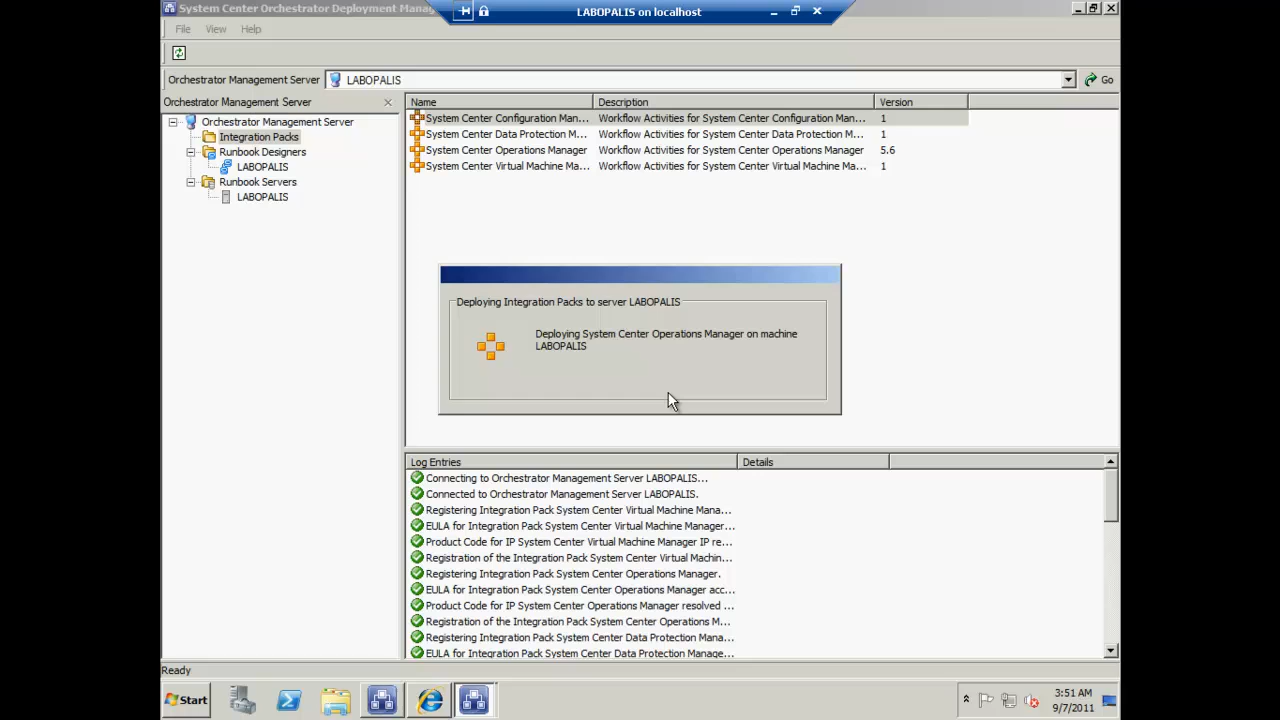 System Center Orchestrator Deployment Mana
LABOPALIS on localhost
File View Help
Orchestrator Management Server LABOPALIS Go
Orchestrator Management Server
Orchestrator Management Server
Integration Packs
Runbook Designers
LABOPALIS
Runbook Servers
LABOPALIS
Name Description Version
System Center Configuration Man... Workflow Activities for System Center Configuration Man... 1
System Center Data Protection M... Workflow Activities for System Center Data Protection M... 1
System Center Operations Manager Workflow Activities for System Center Operations Manager 5.6
System Center Virtual Machine Ma... Workflow Activities for System Center Virtual Machine Ma... 1
Deploying Integration Packs to server LABOPALIS
Deploying System Center Operations Manager on machine
LABOPALIS
Log Entries Details
Connecting to Orchestrator Management Server LABOPALIS...
Connected to Orchestrator Management Server LABOPALIS.
Registering Integration Pack System Center Virtual Machine Mana...
EULA for Integration Pack System Center Virtual Machine Manager...
Product Code for IP System Center Virtual Machine Manager IP re...
Registration of the Integration Pack System Center Virtual Machin...
Registering Integration Pack System Center Operations Manager.
EULA for Integration Pack System Center Operations Manager acc...
Product Code for IP System Center Operations Manager resolved ...
Registration of the Integration Pack System Center Operations M...
Registering Integration Pack System Center Data Protection Mana...
EULA for Integration Pack System Center Data Protection Manage...
Ready
Start
3:51 AM
9/7/2011